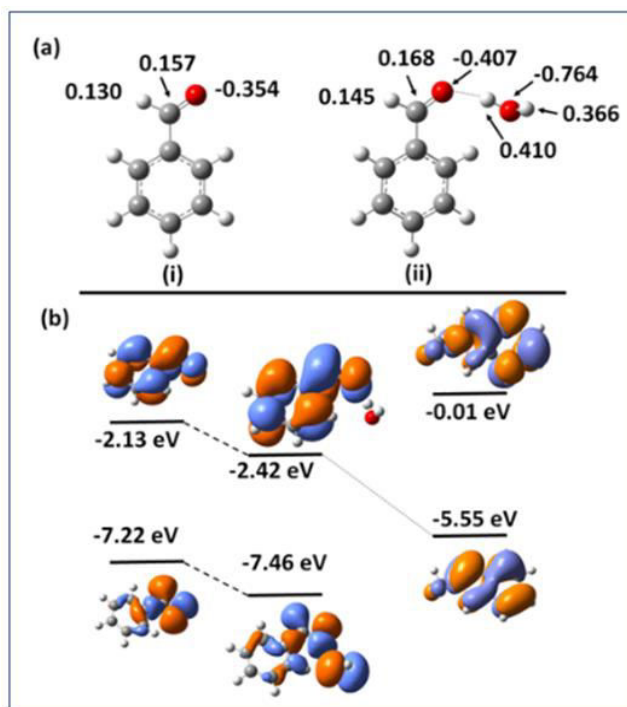 (a)
0.157
0.130
-0.354
(i)
0.168
-0.407
0.145
-0.764
0.366
0.410
(ii)
(b)
-2.13 eV
-2.42 eV
-0.01 eV
-7.22 eV
-7.46 eV
-5.55 eV